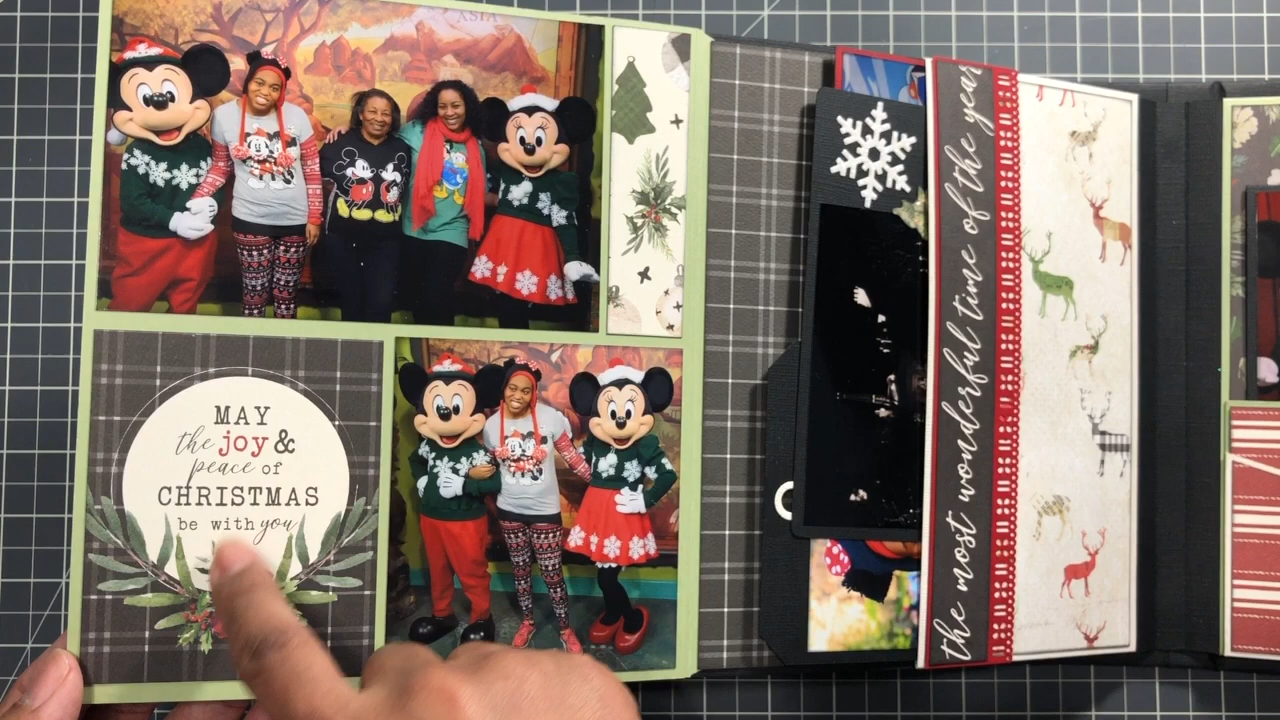 ASIA
MAY
the joy &
peace of
CHRISTMAS
be with you
the most wonderful time of the year